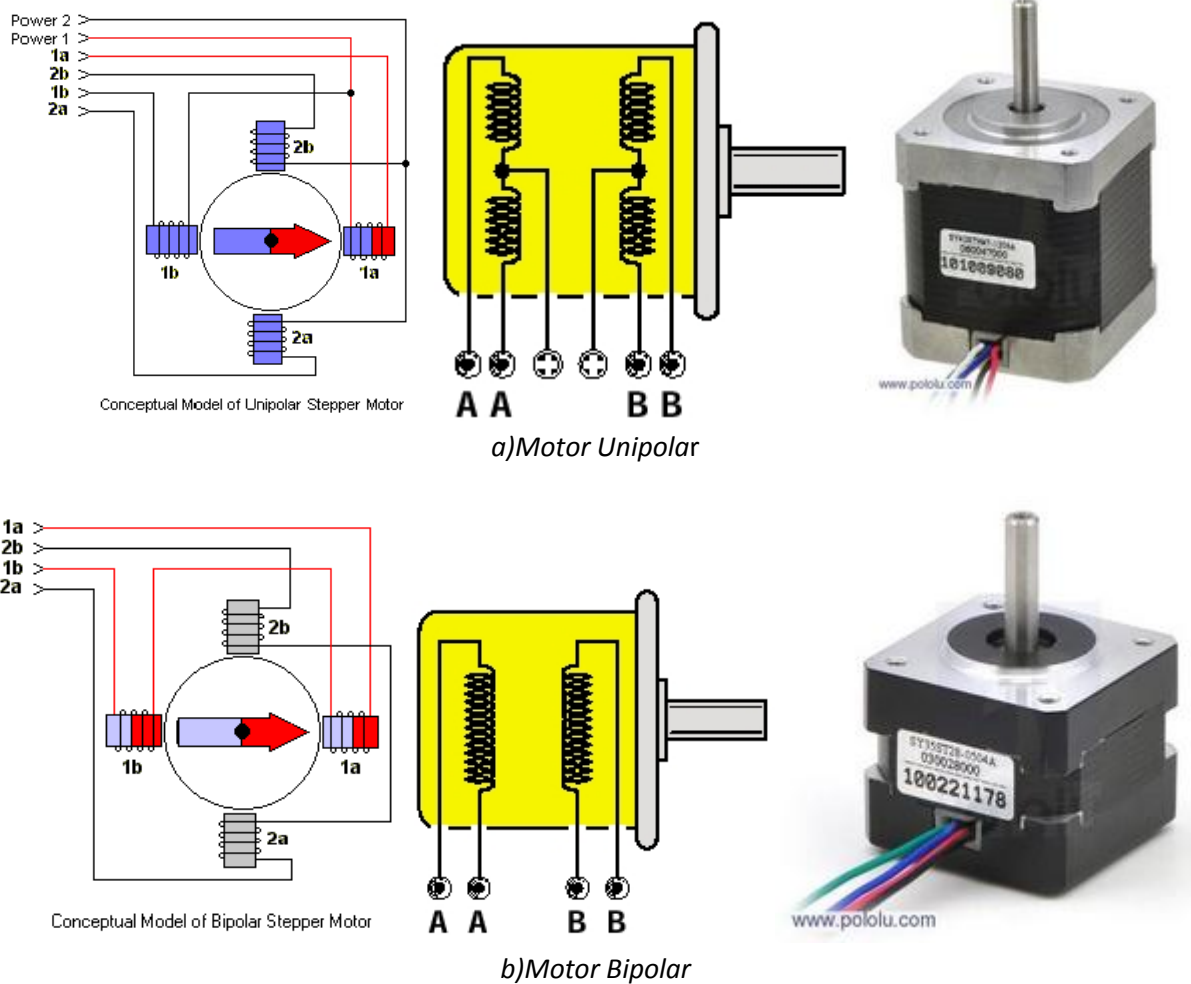 Power 2
Power 1
1a
2b
1b
2a
2b
1b
1a
2a
Conceptual Model of Unipolar Stepper Motor
A A
B B
101009080
www.pololu.com
a)Motor Unipolar
1a
2b
1b
2a
2b
1b
1a
2a
Conceptual Model of Bipolar Stepper Motor
A A
B B
SY35ST28-0504A
030028000
100221178
www.pololu.com
b)Motor Bipolar